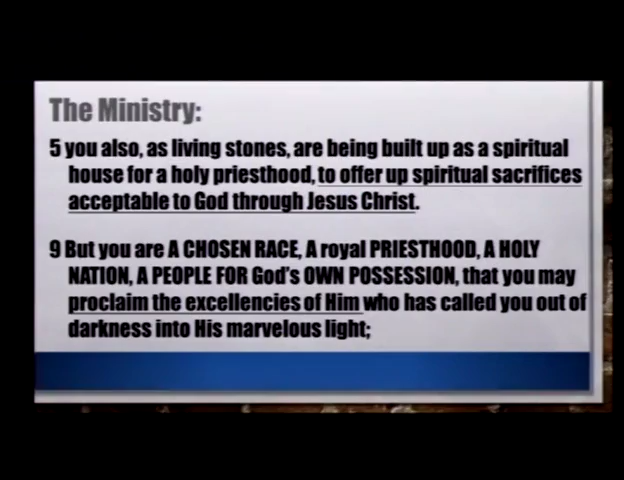 The Ministry:
5 you also, as living stones, are being built up as a spiritual
house for a holy priesthood, to offer up spiritual sacrifices
acceptable to God through Jesus Christ.
9 But you are A CHOSEN RACE, A royal PRIESTHOOD, A HOLY
NATION, A PEOPLE FOR God's OWN POSSESSION, that you may
proclaim the excellencies of Him who has called you out of
darkness into His marvelous light;